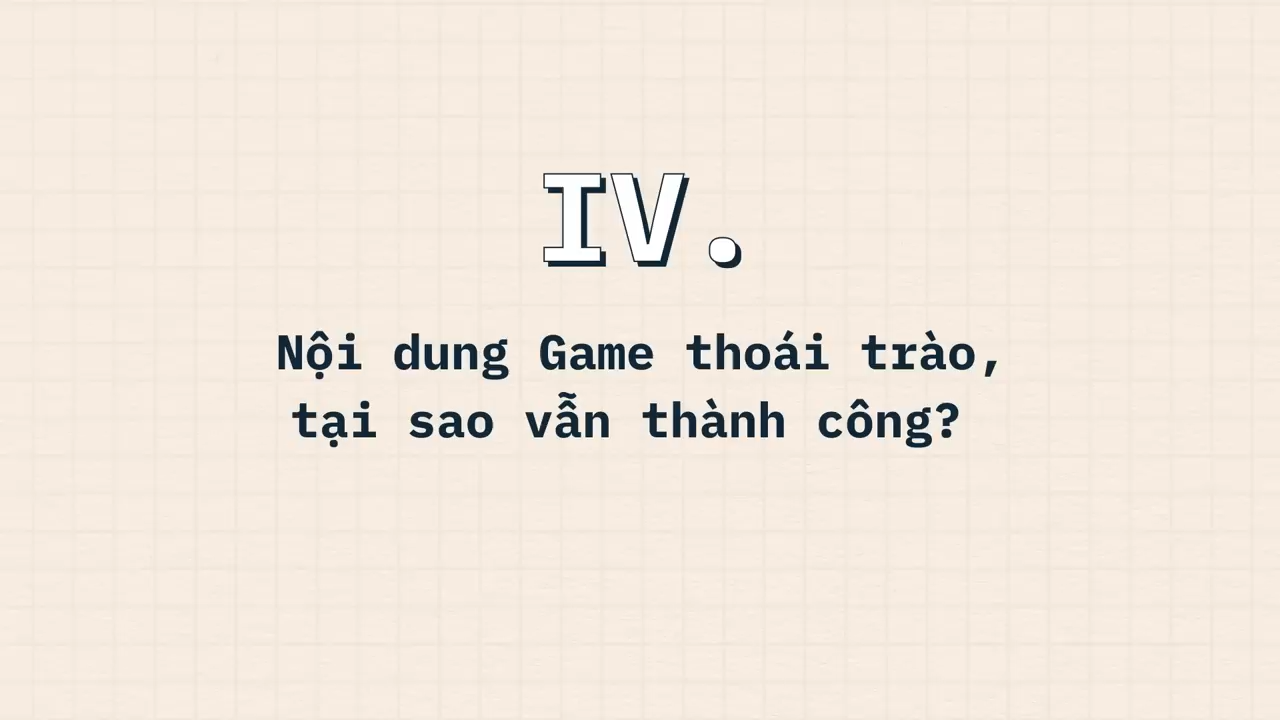 IV.
Nội dung Game thoái trào,
tại sao vẫn thành công?